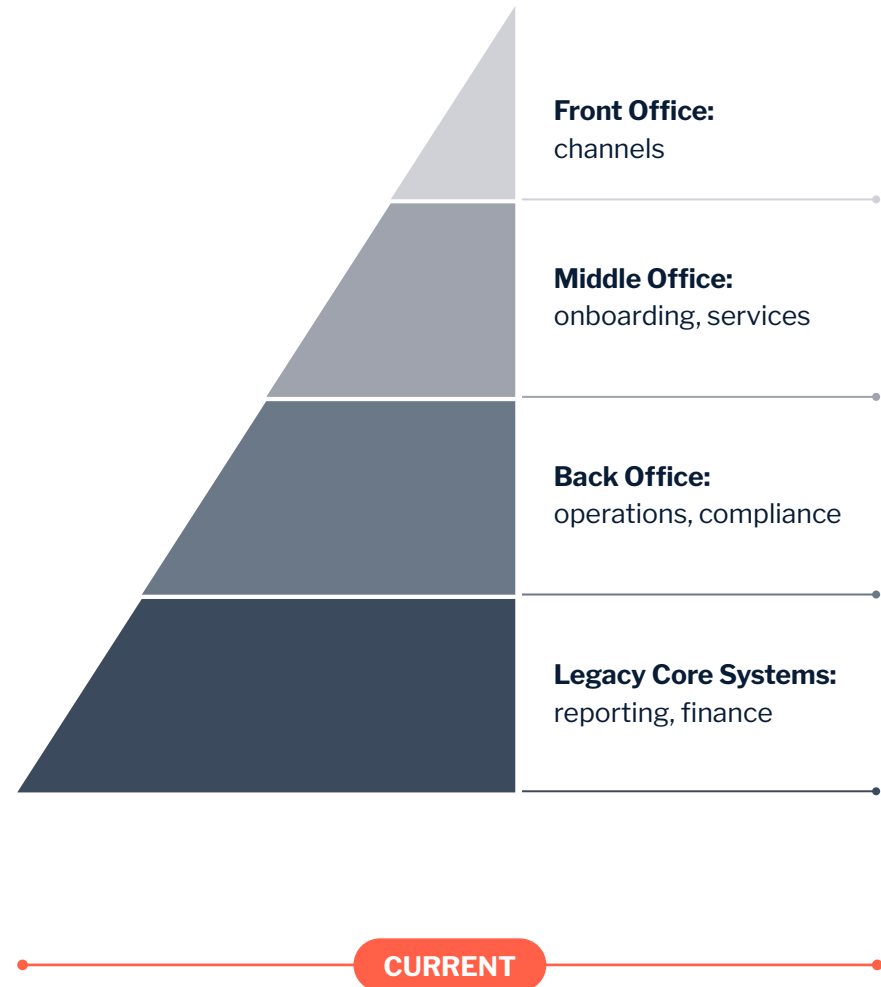 Front Office:
channels
Middle Office:
onboarding, services
Back Office:
operations, compliance
Legacy Core Systems:
reporting, finance
CURRENT